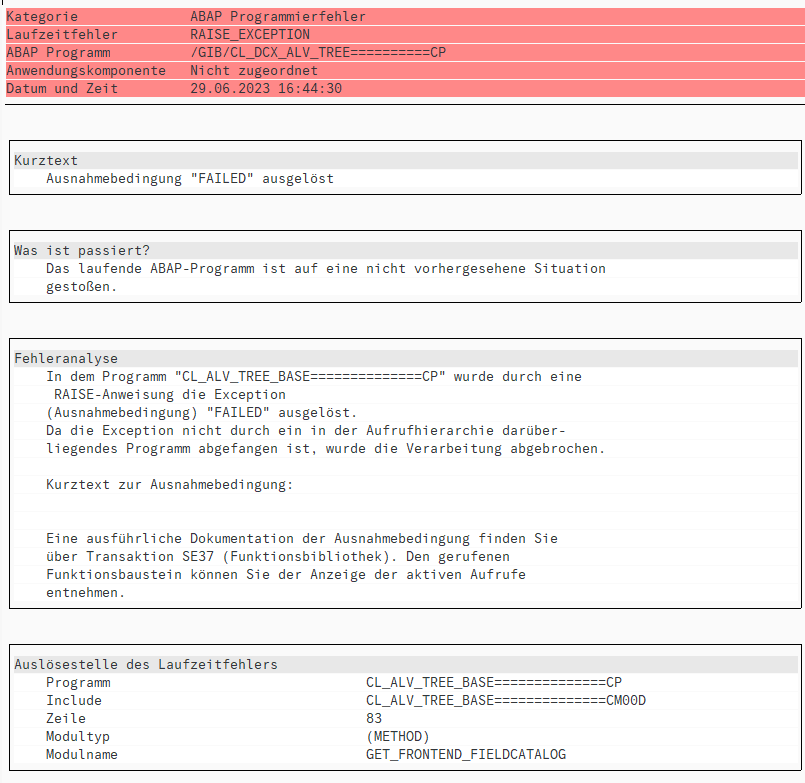 Kategorie ABAP Programmierfehler
Laufzeitfehler RAISE_EXCEPTION
ABAP Programm /GIB/CL_DCX_ALV_TREE==========CP
Anwendungskomponente Nicht zugeordnet
Datum und Zeit 29.06.2023 16:44:30
Kurztext
Ausnahmebedingung "FAILED" ausgelöst
Was ist passiert?
Das laufende ABAP-Programm ist auf eine nicht vorhergesehene Situation
gestoßen.
Fehleranalyse
In dem Programm "CL_ALV_TREE_BASE==============CP" wurde durch eine
RAISE-Anweisung die Exception
(Ausnahmebedingung) "FAILED" ausgelöst.
Da die Exception nicht durch ein in der Aufrufhierarchie darüber-
liegendes Programm abgefangen ist, wurde die Verarbeitung abgebrochen.
Kurztext zur Ausnahmebedingung:
Eine ausführliche Dokumentation der Ausnahmebedingung finden Sie
über Transaktion SE37 (Funktionsbibliothek). Den gerufenen
Funktionsbaustein können Sie der Anzeige der aktiven Aufrufe
entnehmen.
Auslösestelle des Laufzeitfehlers
Programm CL_ALV_TREE_BASE==============CP
Include CL_ALV_TREE_BASE==============CM00D
Zeile 83
Modultyp (METHOD)
Modulname GET_FRONTEND_FIELDCATALOG